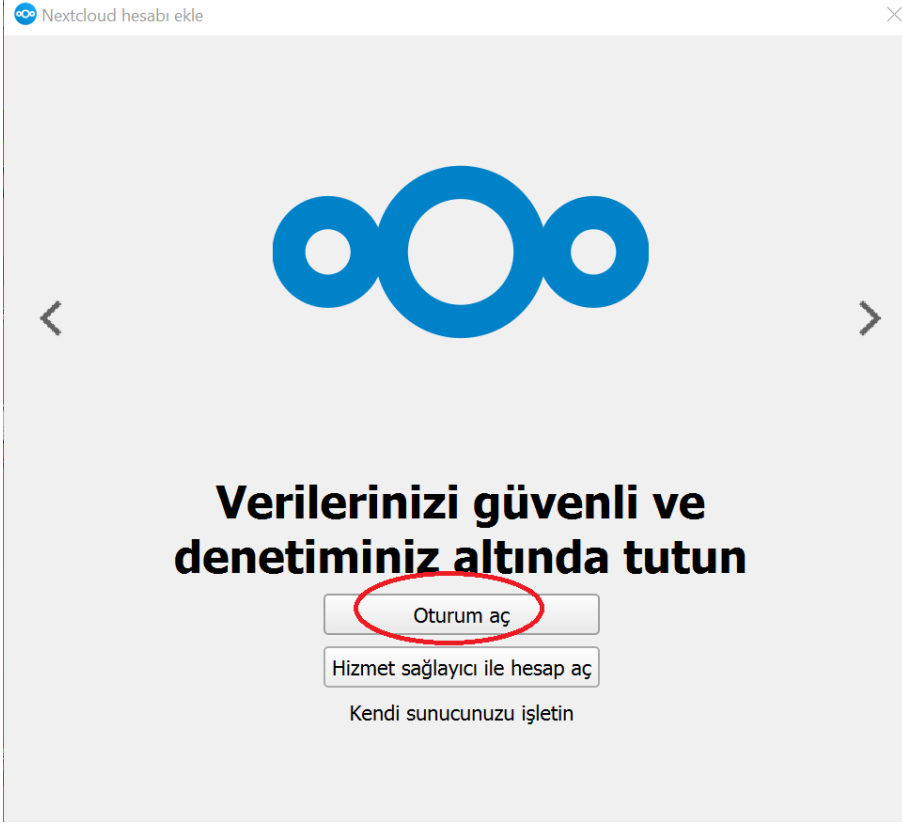 Nextcloud hesabı ekle
Verilerinizi güvenli ve
denetiminiz altında tutun
Oturum aç
Hizmet sağlayıcı ile hesap aç
Kendi sunucunuzu işletin